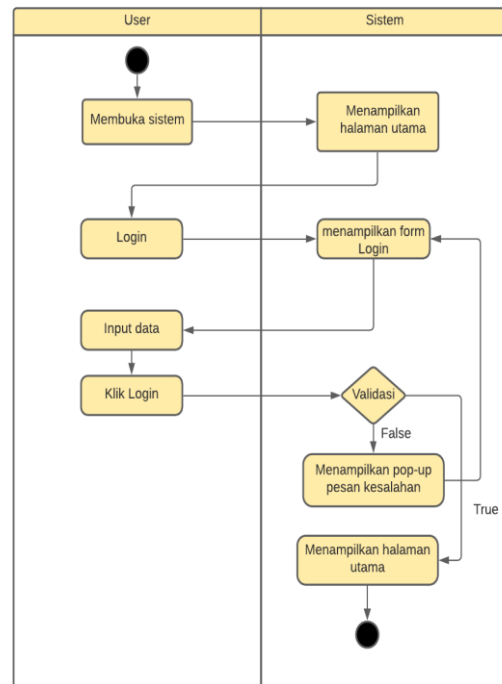 User
Sistem
Membuka sistem
Menampilkan
halaman utama
Login
menampilkan form
Login
Input data
Klik Login
Validasi
False
Menampilkan pop-up
pesan kesalahan
True
Menampilkan halaman
utama